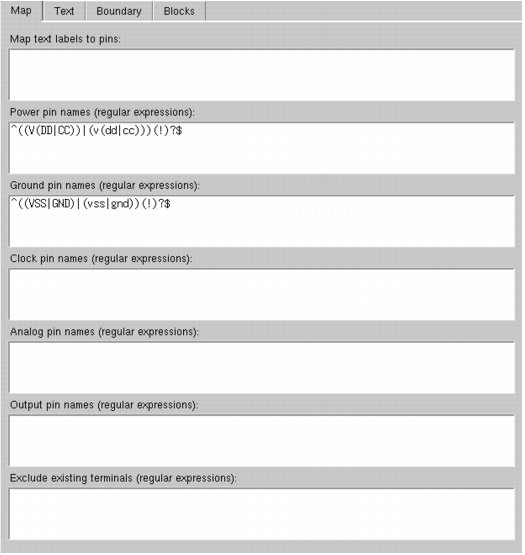 Map Text Boundary Blocks
Map text labels to pins:
Power pin names (regular expressions):
^((V(DD|CC))|(v(dd|cc)))(!)?$
Ground pin names (regular expressions):
^((VSS|GND)|(vss|gnd))(!)?$
Clock pin names (regular expressions):
Analog pin names (regular expressions):
Output pin names (regular expressions):
Exclude existing terminals (regular expressions):